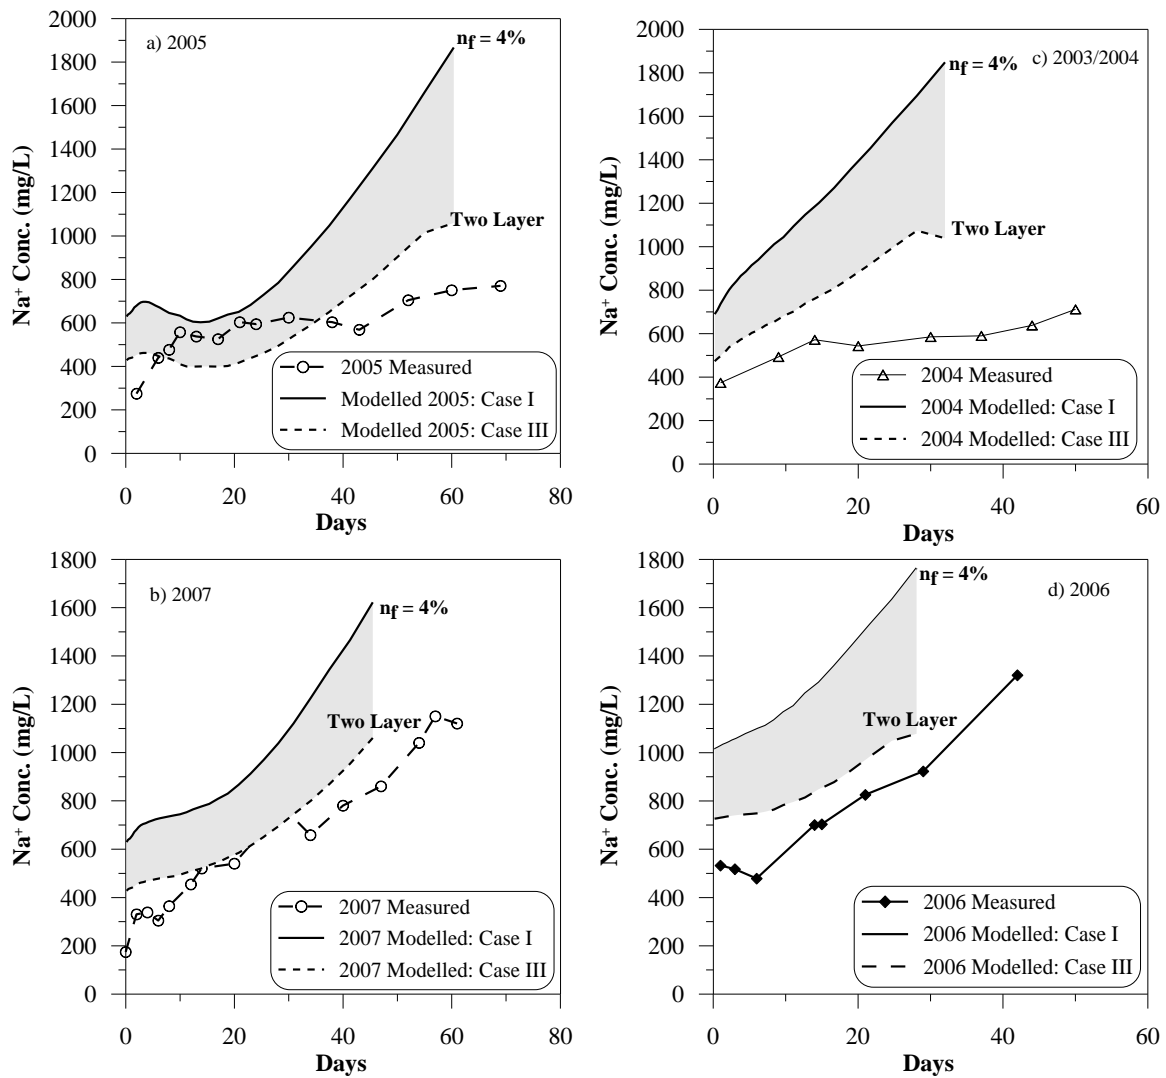 2000
1800
1600
1400
1200
1000
800
600
400
200
0
Na⁺ Conc. (mg/L)
a) 2005
nf = 4%
Two Layer
2005 Measured
Modelled 2005: Case I
Modelled 2005: Case III
0 20 40 60 80
Days
2000
1800
1600
1400
1200
1000
800
600
400
200
0
Na⁺ Conc. (mg/L)
nf = 4%
c) 2003/2004
Two Layer
2004 Measured
2004 Modelled: Case I
2004 Modelled: Case III
0 20 40 60
Days
1800
1600
1400
1200
1000
800
600
400
200
0
Na⁺ Conc. (mg/L)
b) 2007
nf = 4%
Two Layer
2007 Measured
2007 Modelled: Case I
2007 Modelled: Case III
0 20 40 60 80
Days
1800
1600
1400
1200
1000
800
600
400
200
0
Na⁺ Conc. (mg/L)
nf = 4%
d) 2006
Two Layer
2006 Measured
2006 Modelled: Case I
2006 Modelled: Case III
0 20 40 60
Days